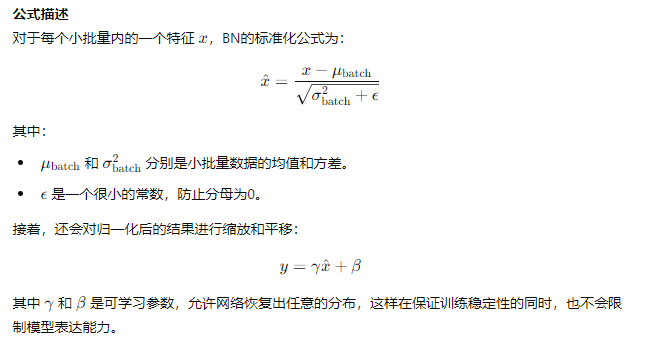 公式描述
对于每个小批量内的一个特征 $x$，BN的标准化公式为：
$$\hat{x} = \frac{x - \mu_{\text{batch}}}{\sqrt{\sigma^2_{\text{batch}} + \epsilon}}$$
其中：
• $\mu_{\text{batch}}$ 和 $\sigma^2_{\text{batch}}$ 分别是小批量数据的均值和方差。
• $\epsilon$ 是一个很小的常数，防止分母为0。
接着，还会对归一化后的结果进行缩放和平移：
$$y = \gamma\hat{x} + \beta$$
其中 $\gamma$ 和 $\beta$ 是可学习参数，允许网络恢复出任意的分布，这样在保证训练稳定性的同时，也不会限
制模型表达能力。